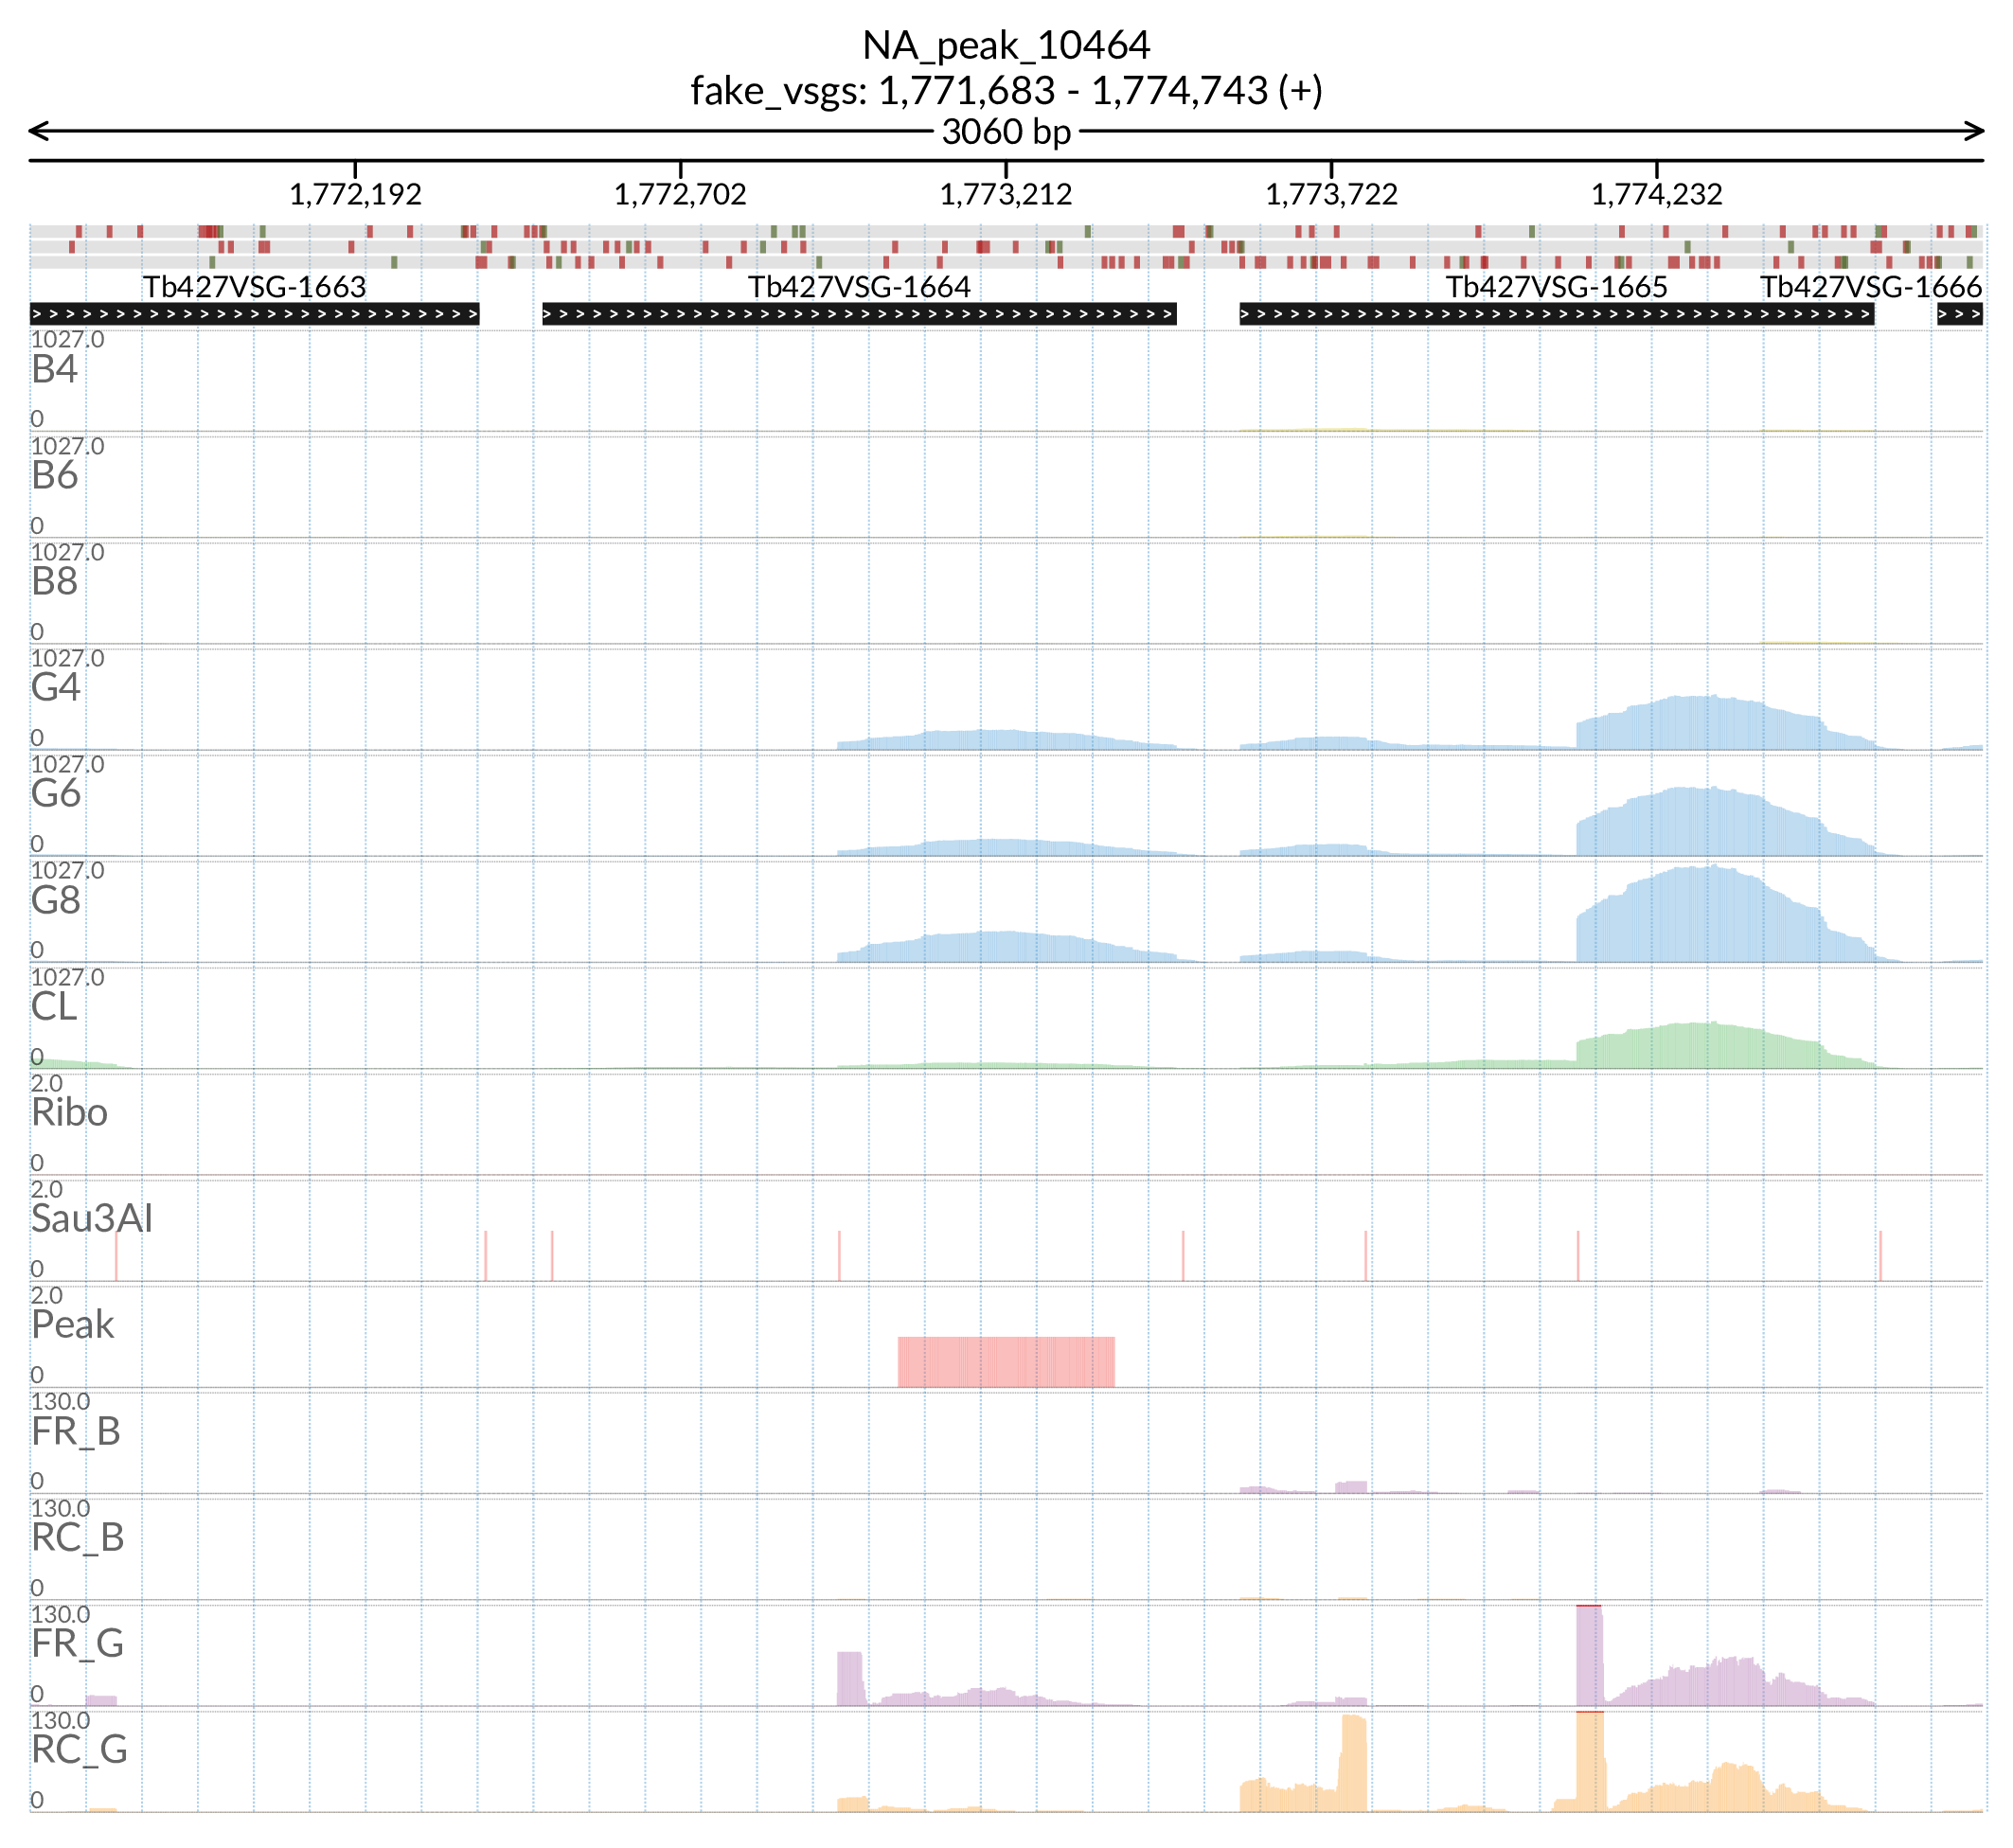 NA_peak_10464
fake_vsgs: 1,771,683 - 1,774,743 (+)
3060 bp
1,772,192 1,772,702 1,773,212 1,773,722 1,774,232
Tb427VSG-1663 Tb427VSG-1664 Tb427VSG-1665 Tb427VSG-1666
1027.0
B4
0
1027.0
B6
0
1027.0
B8
0
1027.0
G4
0
1027.0
G6
0
1027.0
G8
0
1027.0
CL
0
2.0
Ribo
0
2.0
Sau3AI
0
2.0
Peak
0
130.0
FR_B
0
130.0
RC_B
0
130.0
FR_G
0
130.0
RC_G
0